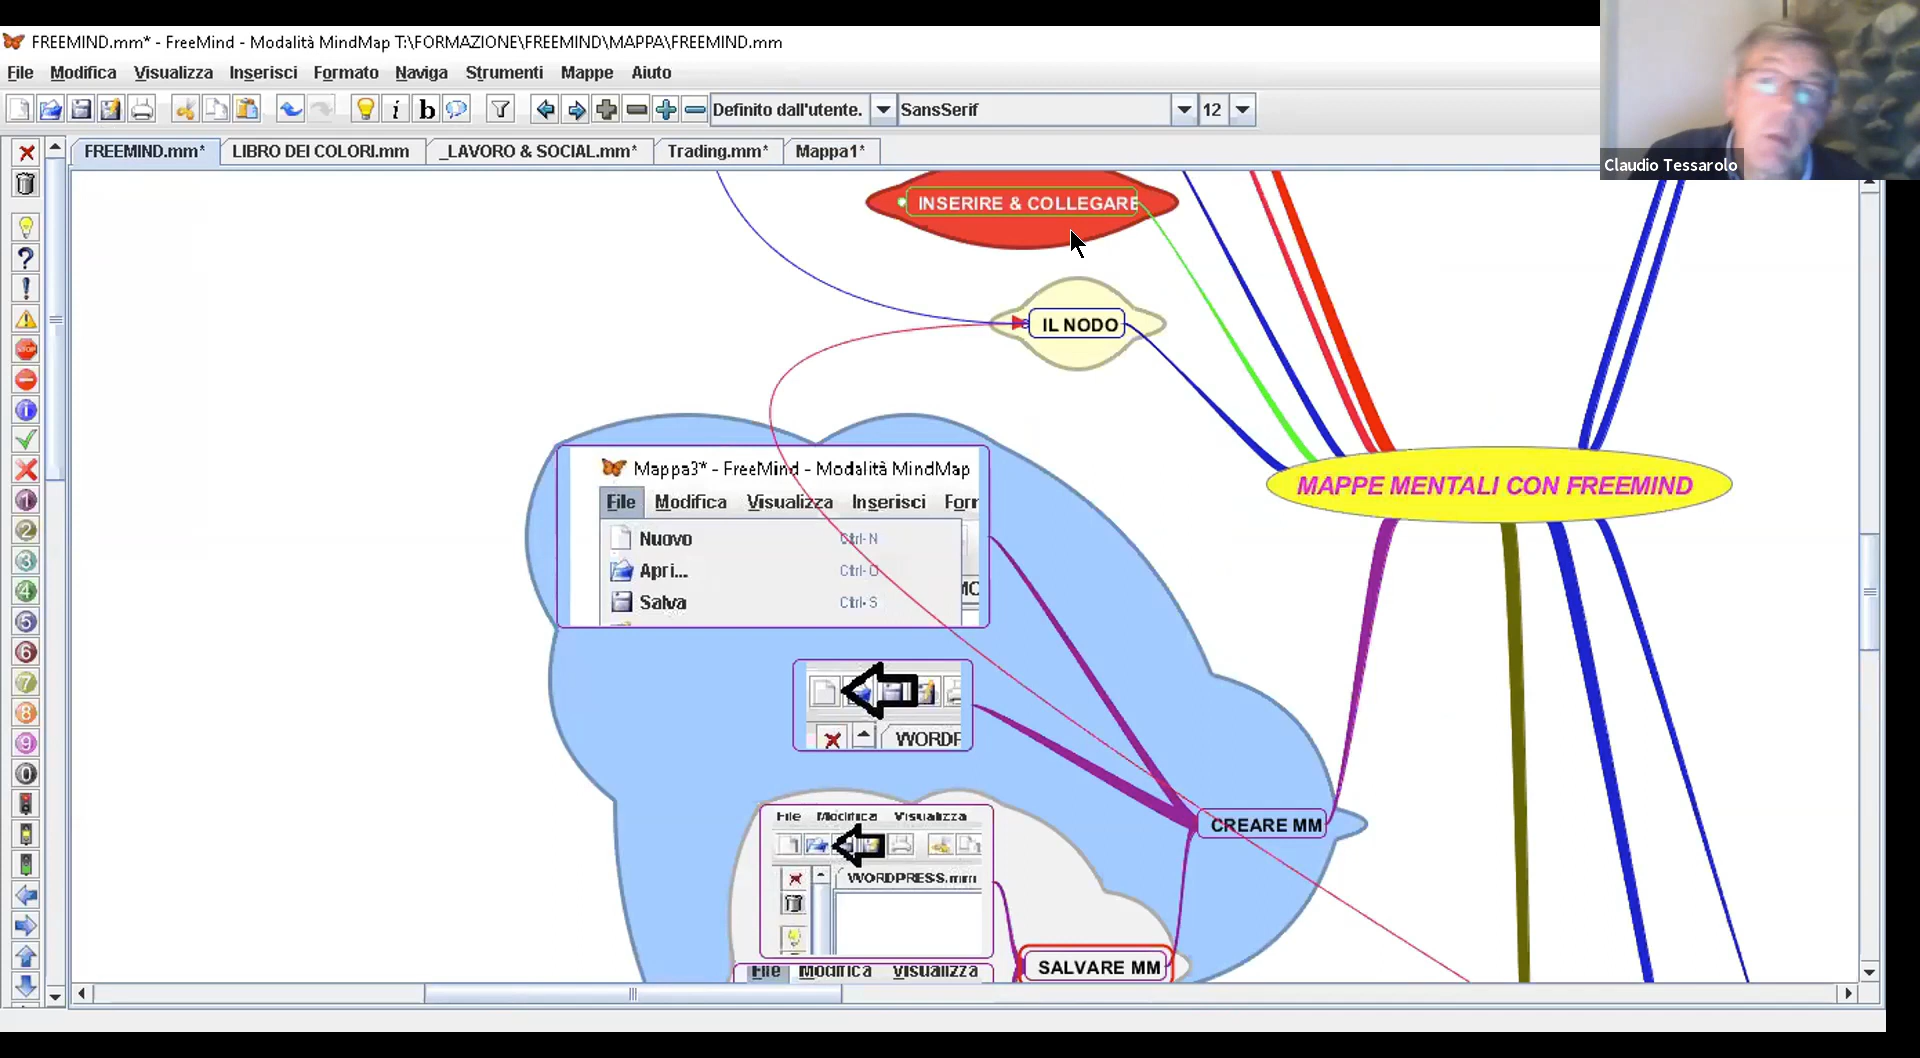 FREEMIND.mm* - FreeMind - Modalità MindMap T:\FORMAZIONE\FREEMIND\MAPPA\FREEMIND.mm
File Modifica Visualizza Inserisci Formato Naviga Strumenti Mappe Aiuto
Definito dall'utente. SansSerif 12
FREEMIND.mm* LIBRO DEI COLORI.mm _LAVORO & SOCIAL.mm* Trading.mm* Mappa1*
Claudio Tessarolo
INSERIRE & COLLEGARE
IL NODO
MAPPE MENTALI CON FREEMIND
Mappa3* - FreeMind - Modalità MindMap
File Modifica Visualizza Inserisci Forr
Nuovo Ctrl-N
Apri... Ctrl-O
Salva Ctrl-S
WORDF
CREARE MM
File Modifica Visualizza
WORDPRESS.mm
SALVARE MM
File Modifica Visualizza